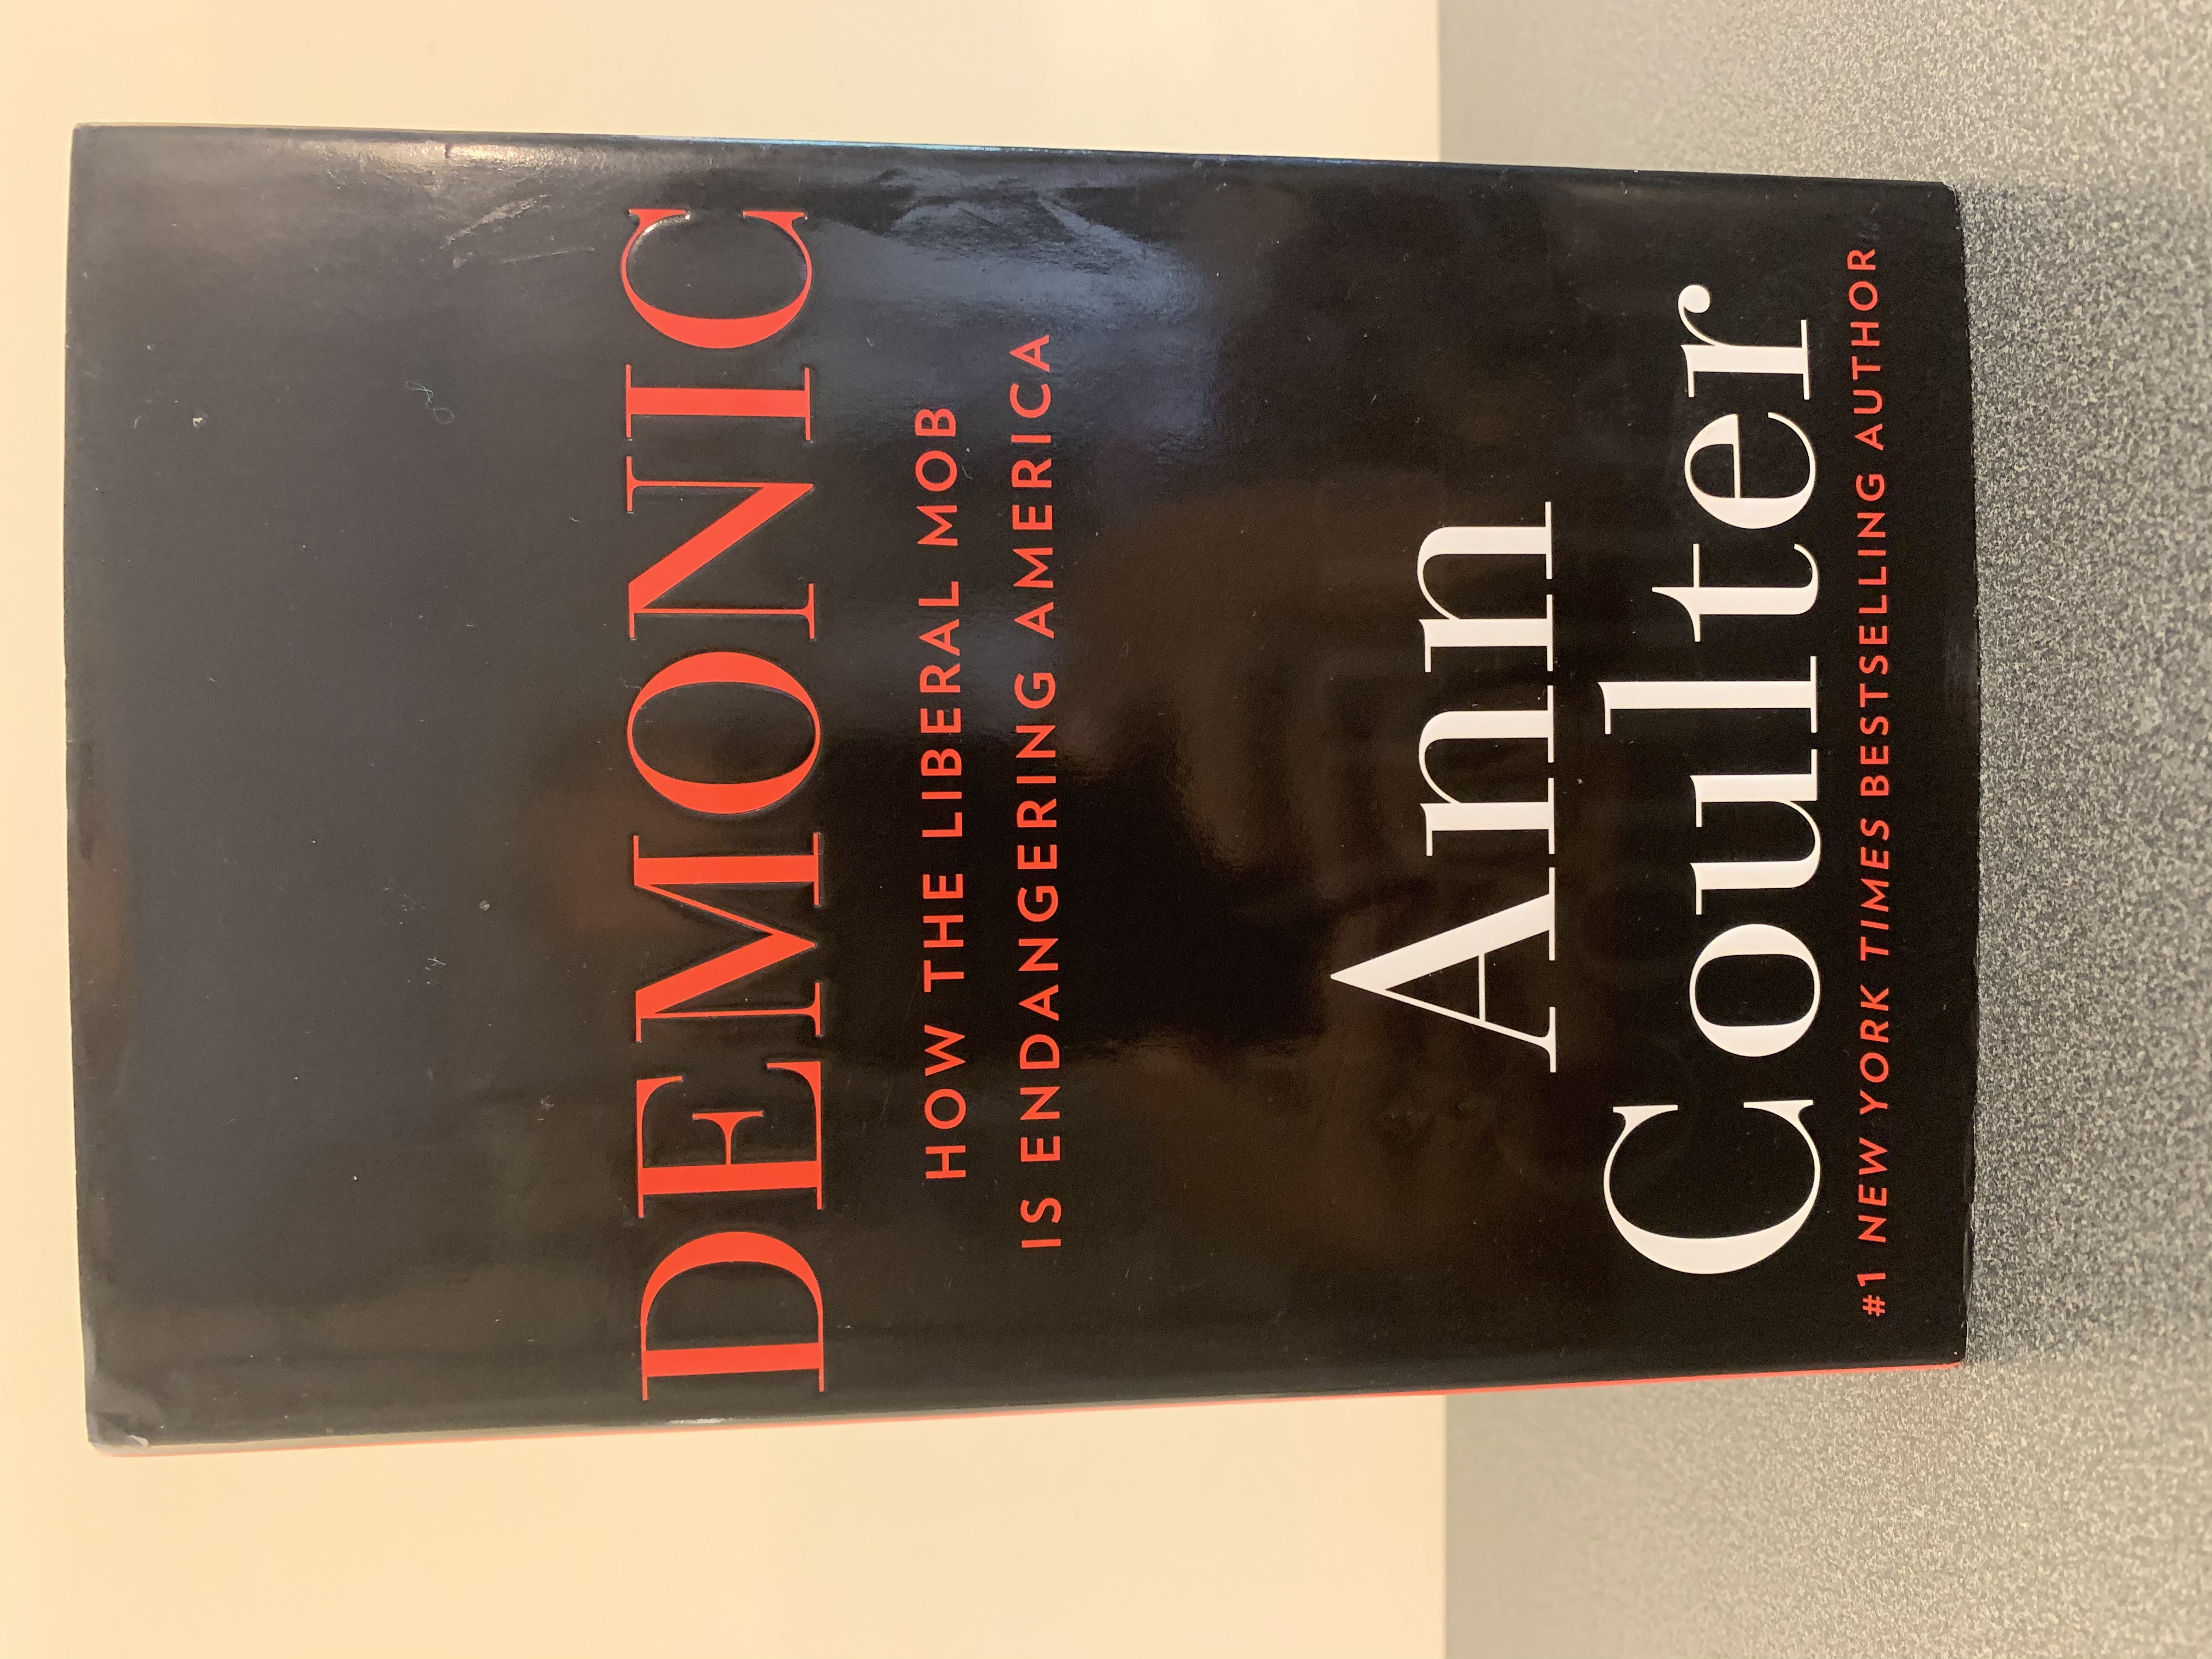 DEMONIC
HOW THE LIBERAL MOB
IS ENDANGERING AMERICA
Ann
Coulter
#1 NEW YORK TIMES BESTSELLING AUTHOR